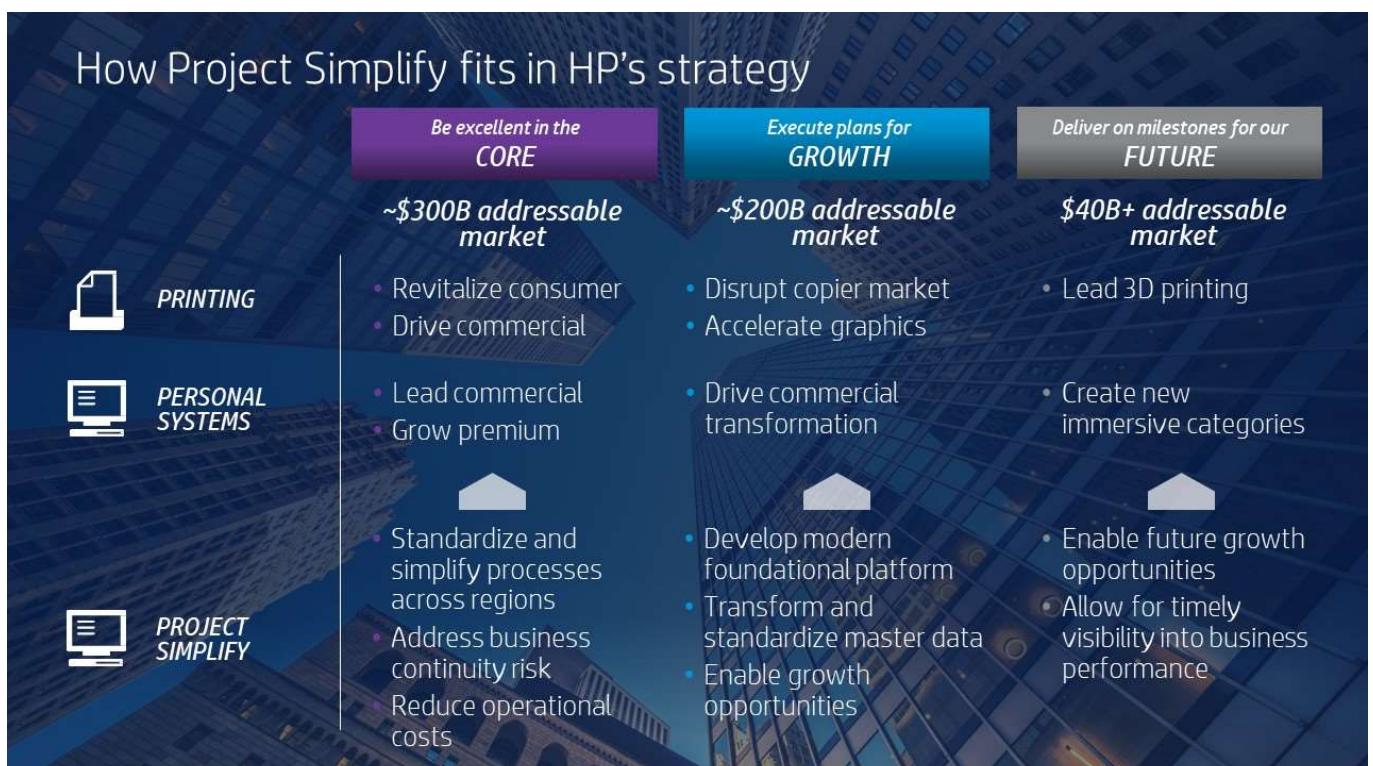 How Project Simplify fits in HP's strategy
Be excellent in the
CORE
Execute plans for
GROWTH
Deliver on milestones for our
FUTURE
~$300B addressable
market
~$200B addressable
market
$40B+ addressable
market
PRINTING
• Revitalize consumer
• Drive commercial
• Disrupt copier market
• Accelerate graphics
• Lead 3D printing
PERSONAL
SYSTEMS
• Lead commercial
• Grow premium
• Drive commercial
transformation
• Create new
immersive categories
PROJECT
SIMPLIFY
• Standardize and
simplify processes
across regions
• Address business
continuity risk
• Reduce operational
costs
• Develop modern
foundational platform
• Transform and
standardize master data
• Enable growth
opportunities
• Enable future growth
opportunities
• Allow for timely
visibility into business
performance